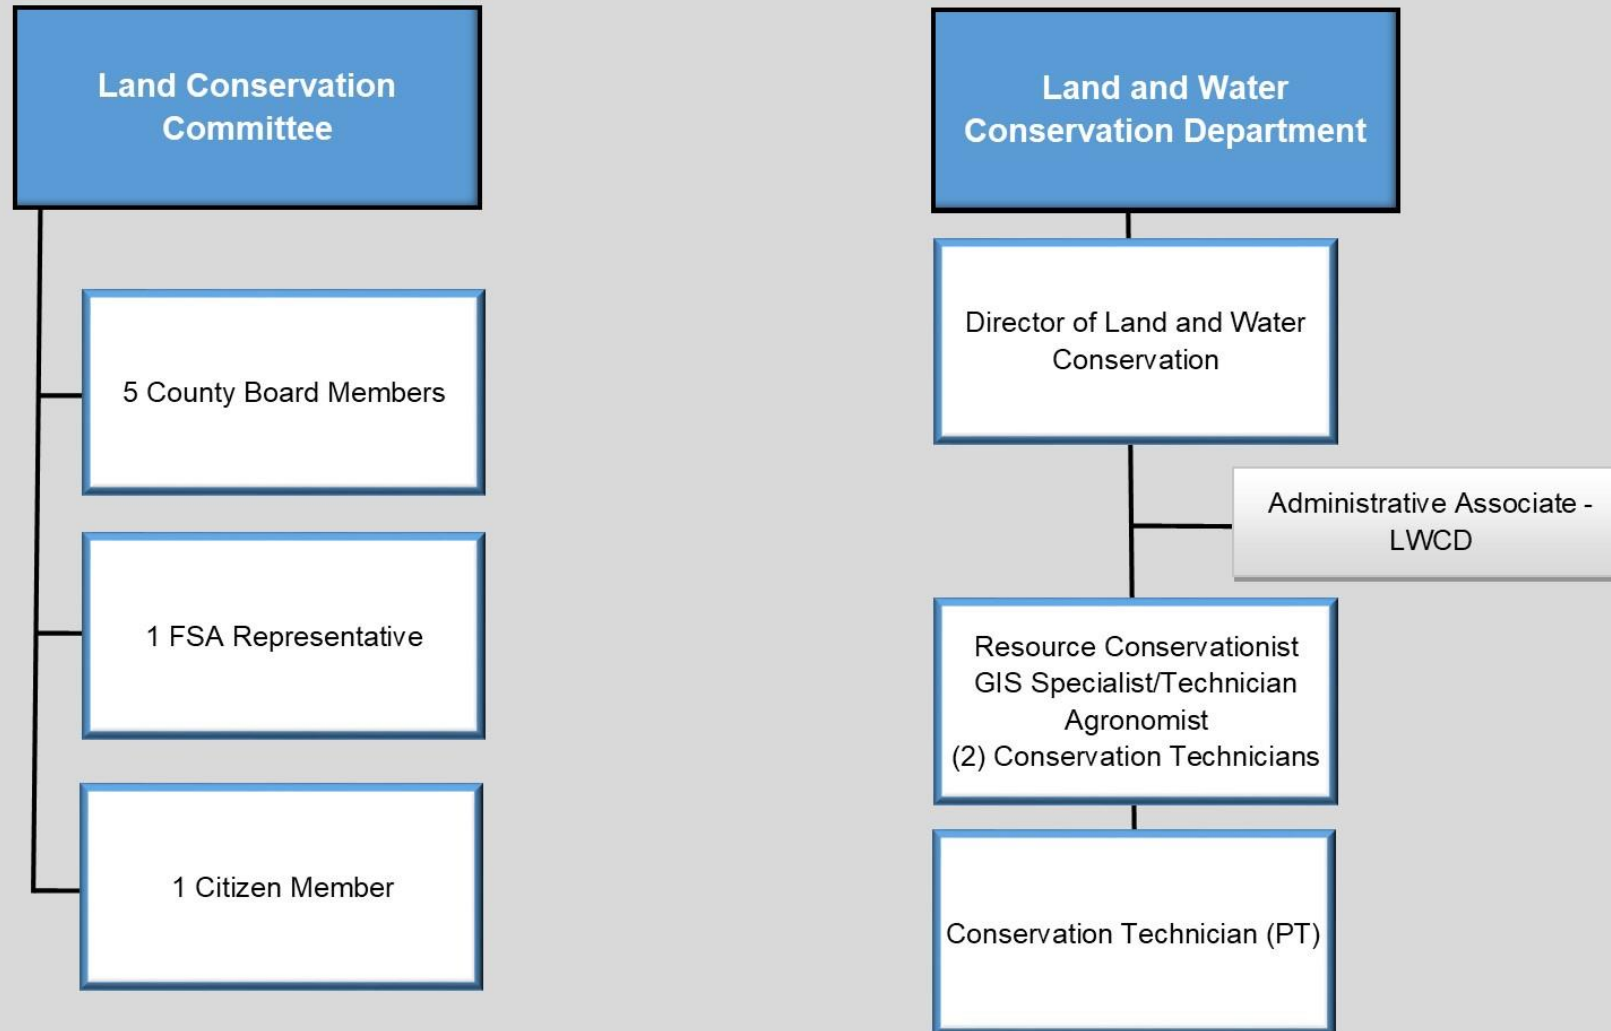 Land Conservation
Committee
5 County Board Members
1 FSA Representative
1 Citizen Member
Land and Water
Conservation Department
Director of Land and Water
Conservation
Administrative Associate -
LWCD
Resource Conservationist
GIS Specialist/Technician
Agronomist
(2) Conservation Technicians
Conservation Technician (PT)